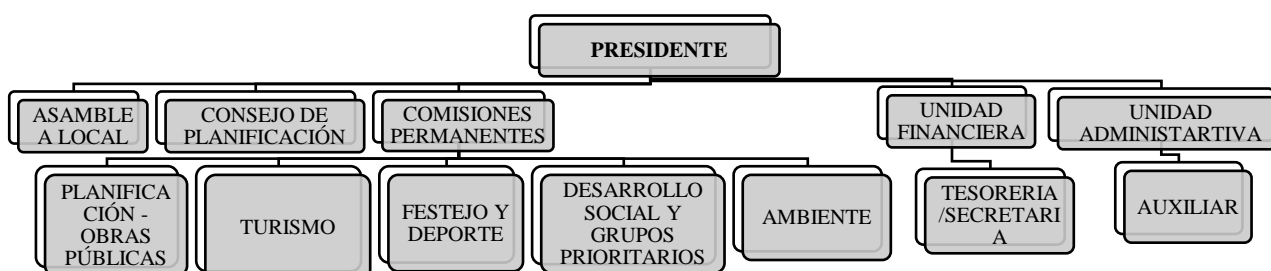 PRESIDENTE
ASAMBLE
A LOCAL
CONSEJO DE
PLANIFICACIÓN
COMISIONES
PERMANENTES
UNIDAD
FINANCIERA
UNIDAD
ADMINISTARTIVA
PLANIFICA
CIÓN -
OBRAS
PÚBLICAS
TURISMO
FESTEJO Y
DEPORTE
DESARROLLO
SOCIAL Y
GRUPOS
PRIORITARIOS
AMBIENTE
TESORERIA
/SECRETARI
A
AUXILIAR